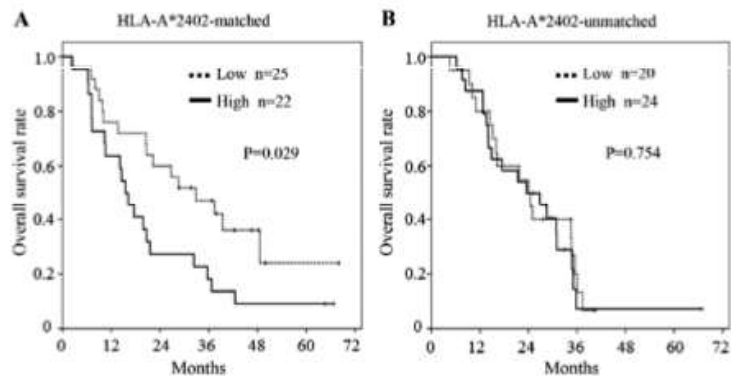 A HLA-A*2402-matched
Overall survival rate
1.0
0.8
0.6
0.4
0.2
0
Low n=25
High n=22
P=0.029
0 12 24 36 48 60 72
Months
B HLA-A*2402-unmatched
Overall survival rate
1.0
0.8
0.6
0.4
0.2
0
Low n=20
High n=24
P=0.754
0 12 24 36 48 60 72
Months